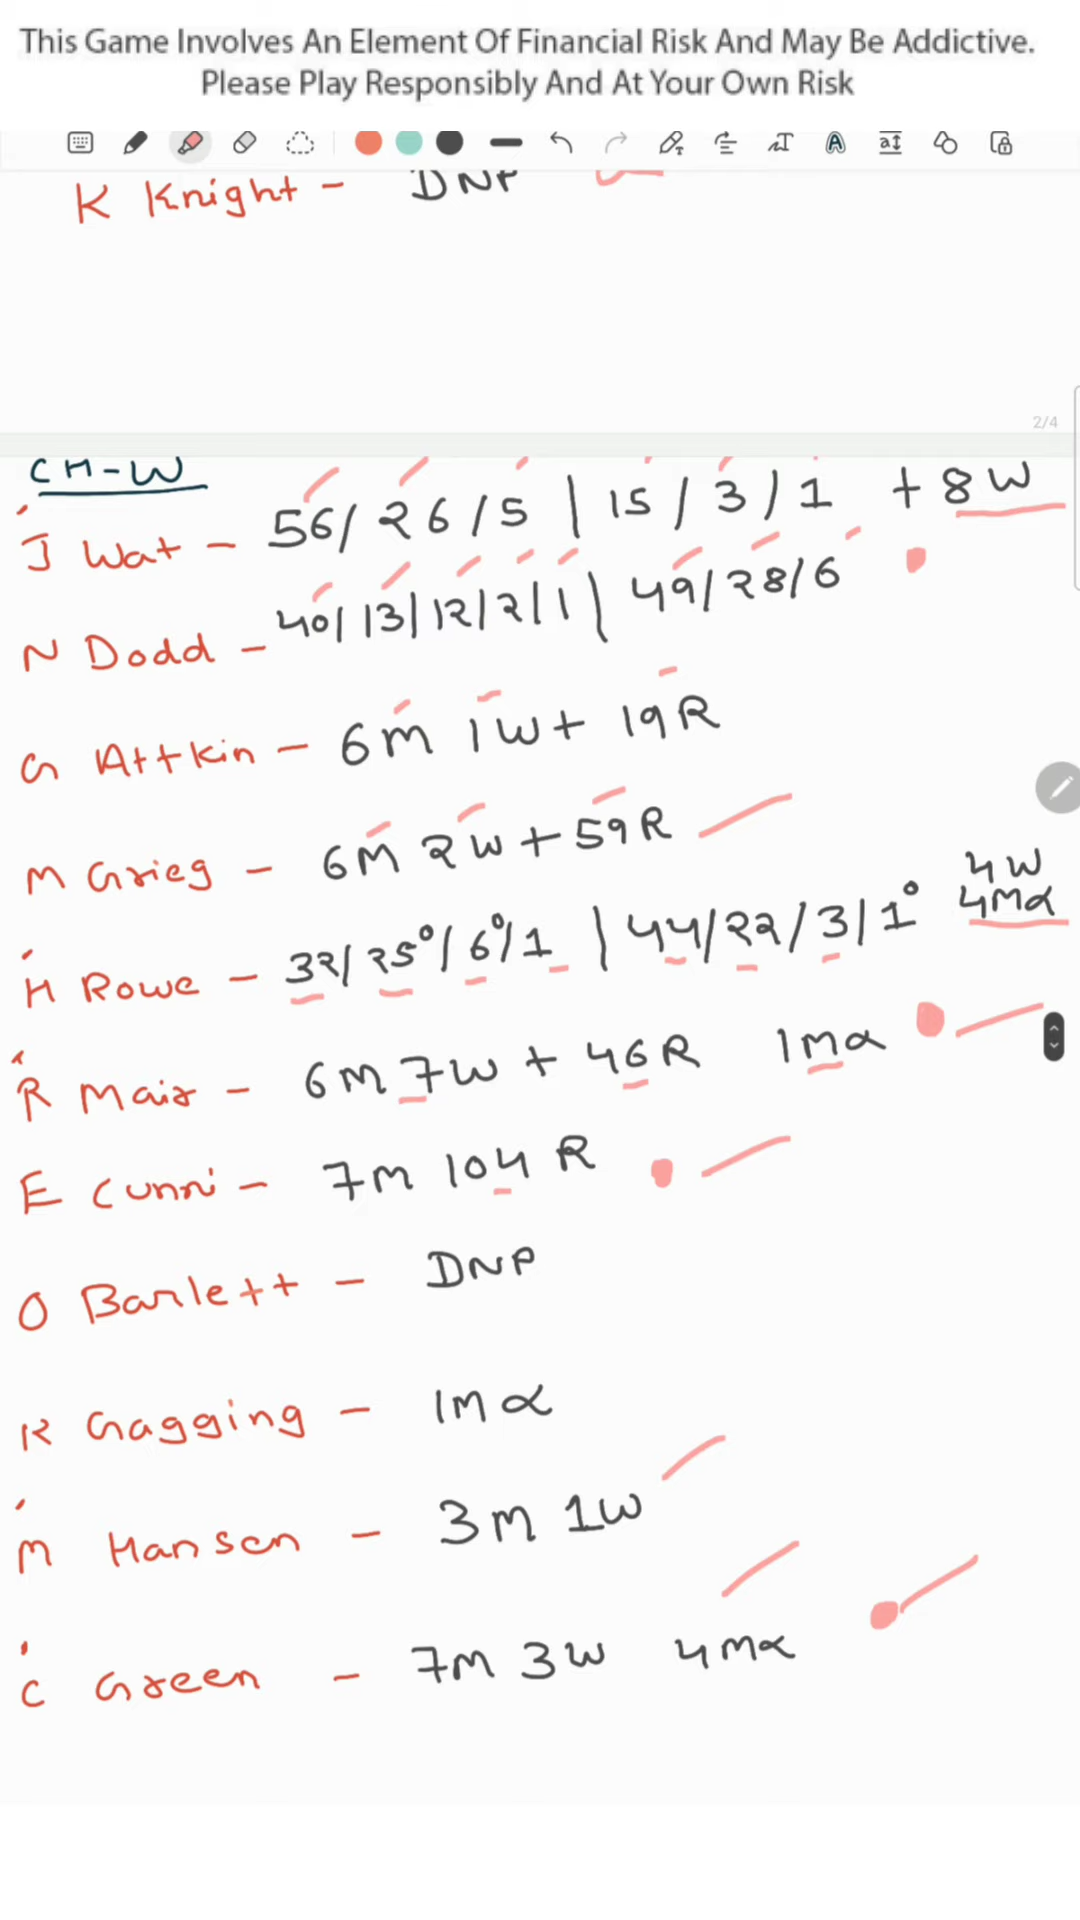 This Game Involves An Element Of Financial Risk And May Be Addictive.
Please Play Responsibly And At Your Own Risk
K Knight - DNP
2/4
CH-W
J Wat - 56/26/5 | 15/3/1 + 8W
N Dodd - 40/13/12/2/1 | 49/28/6
G Attkin - 6M 1W + 19R
M Grieg - 6M 2W + 59R
4W
H Rowe - 32/25°/6°/1 | 44/22/3/1° 4Mα
R Mair - 6M 7W + 46R 1Mα
E Cunni - 7M 104 R
O Barlett - DNP
K Gagging - 1Mα
M Hansen - 3M 1W
C Green - 7M 3W 4Mα